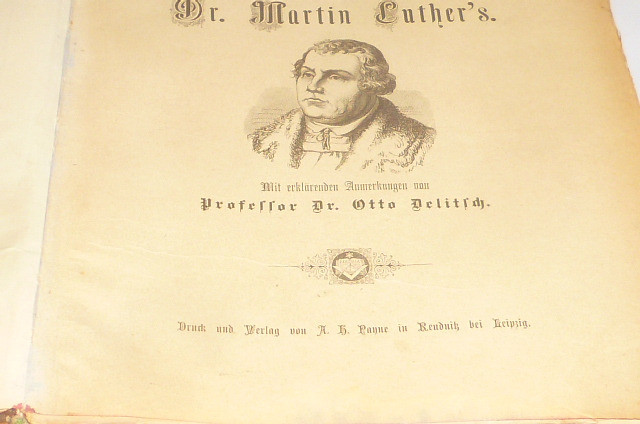 Dr. Martin Luther's.
Mit erklärenden Anmerkungen von
Professor Dr. Otto Delitsch.
Druck und Verlag von A. H. Payne in Reudnitz bei Leipzig.